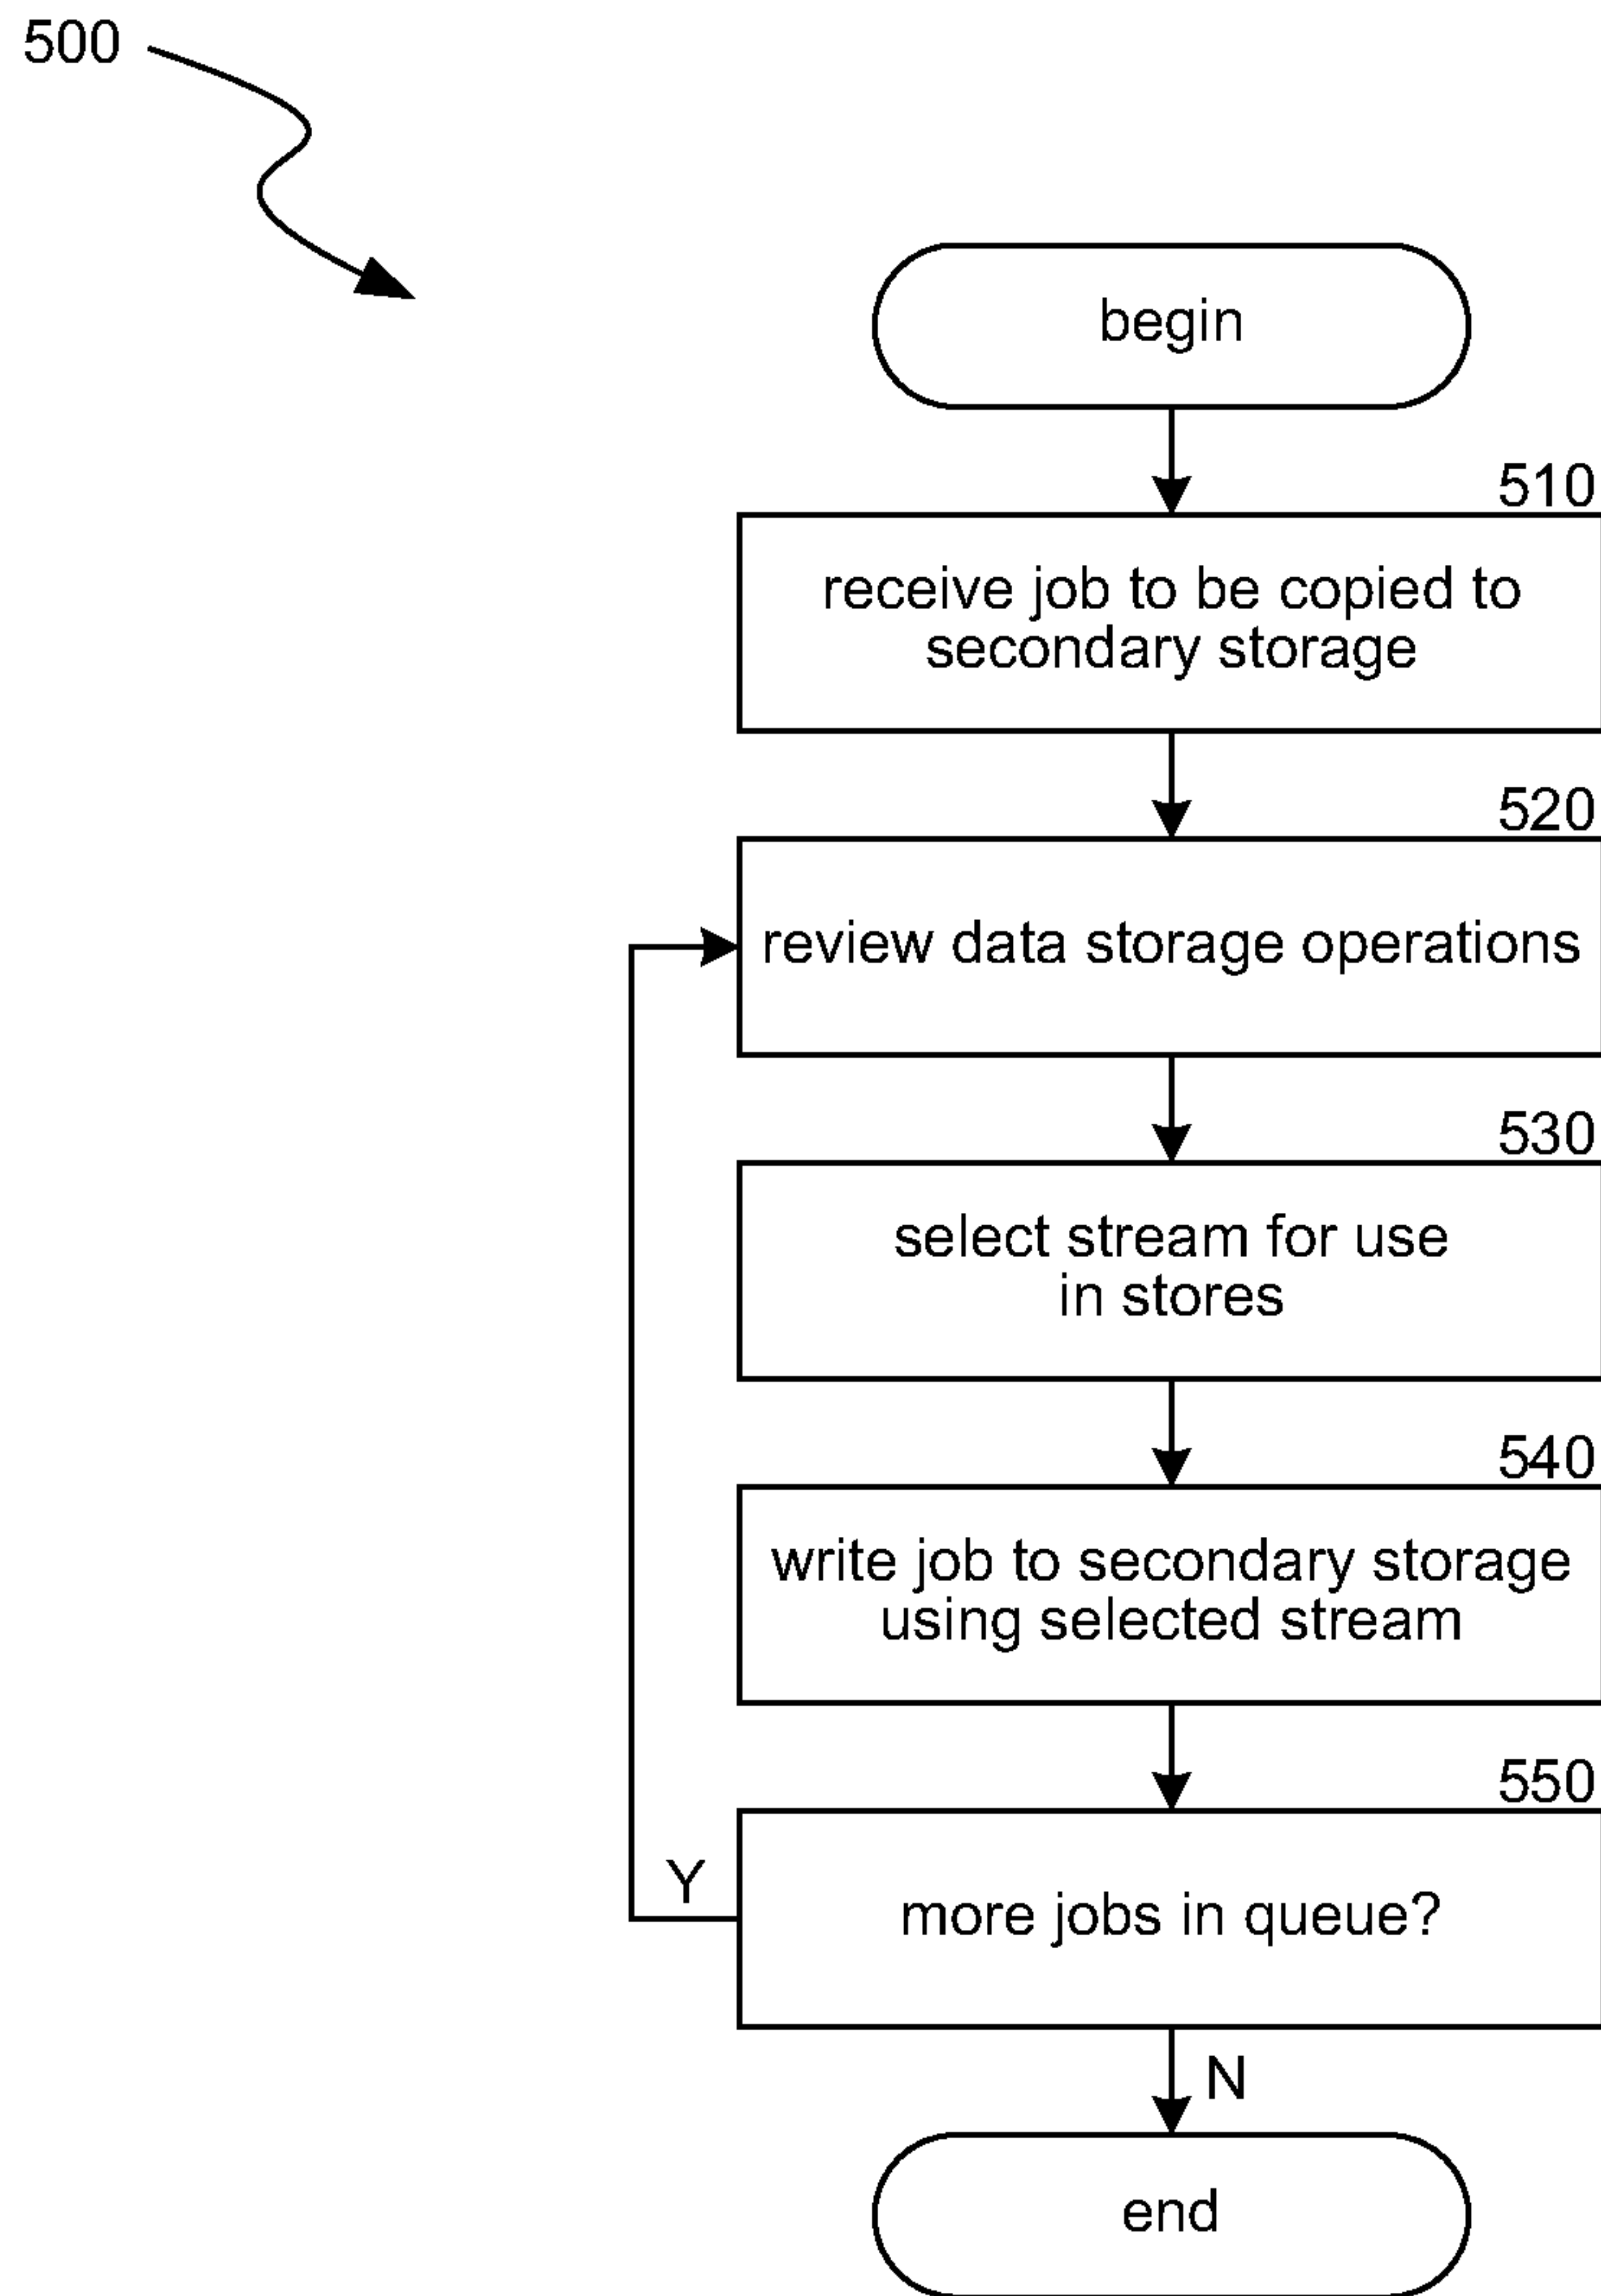 500
begin
510
receive job to be copied to
secondary storage
520
review data storage operations
530
select stream for use
in stores
540
write job to secondary storage
using selected stream
550
Y
more jobs in queue?
N
end